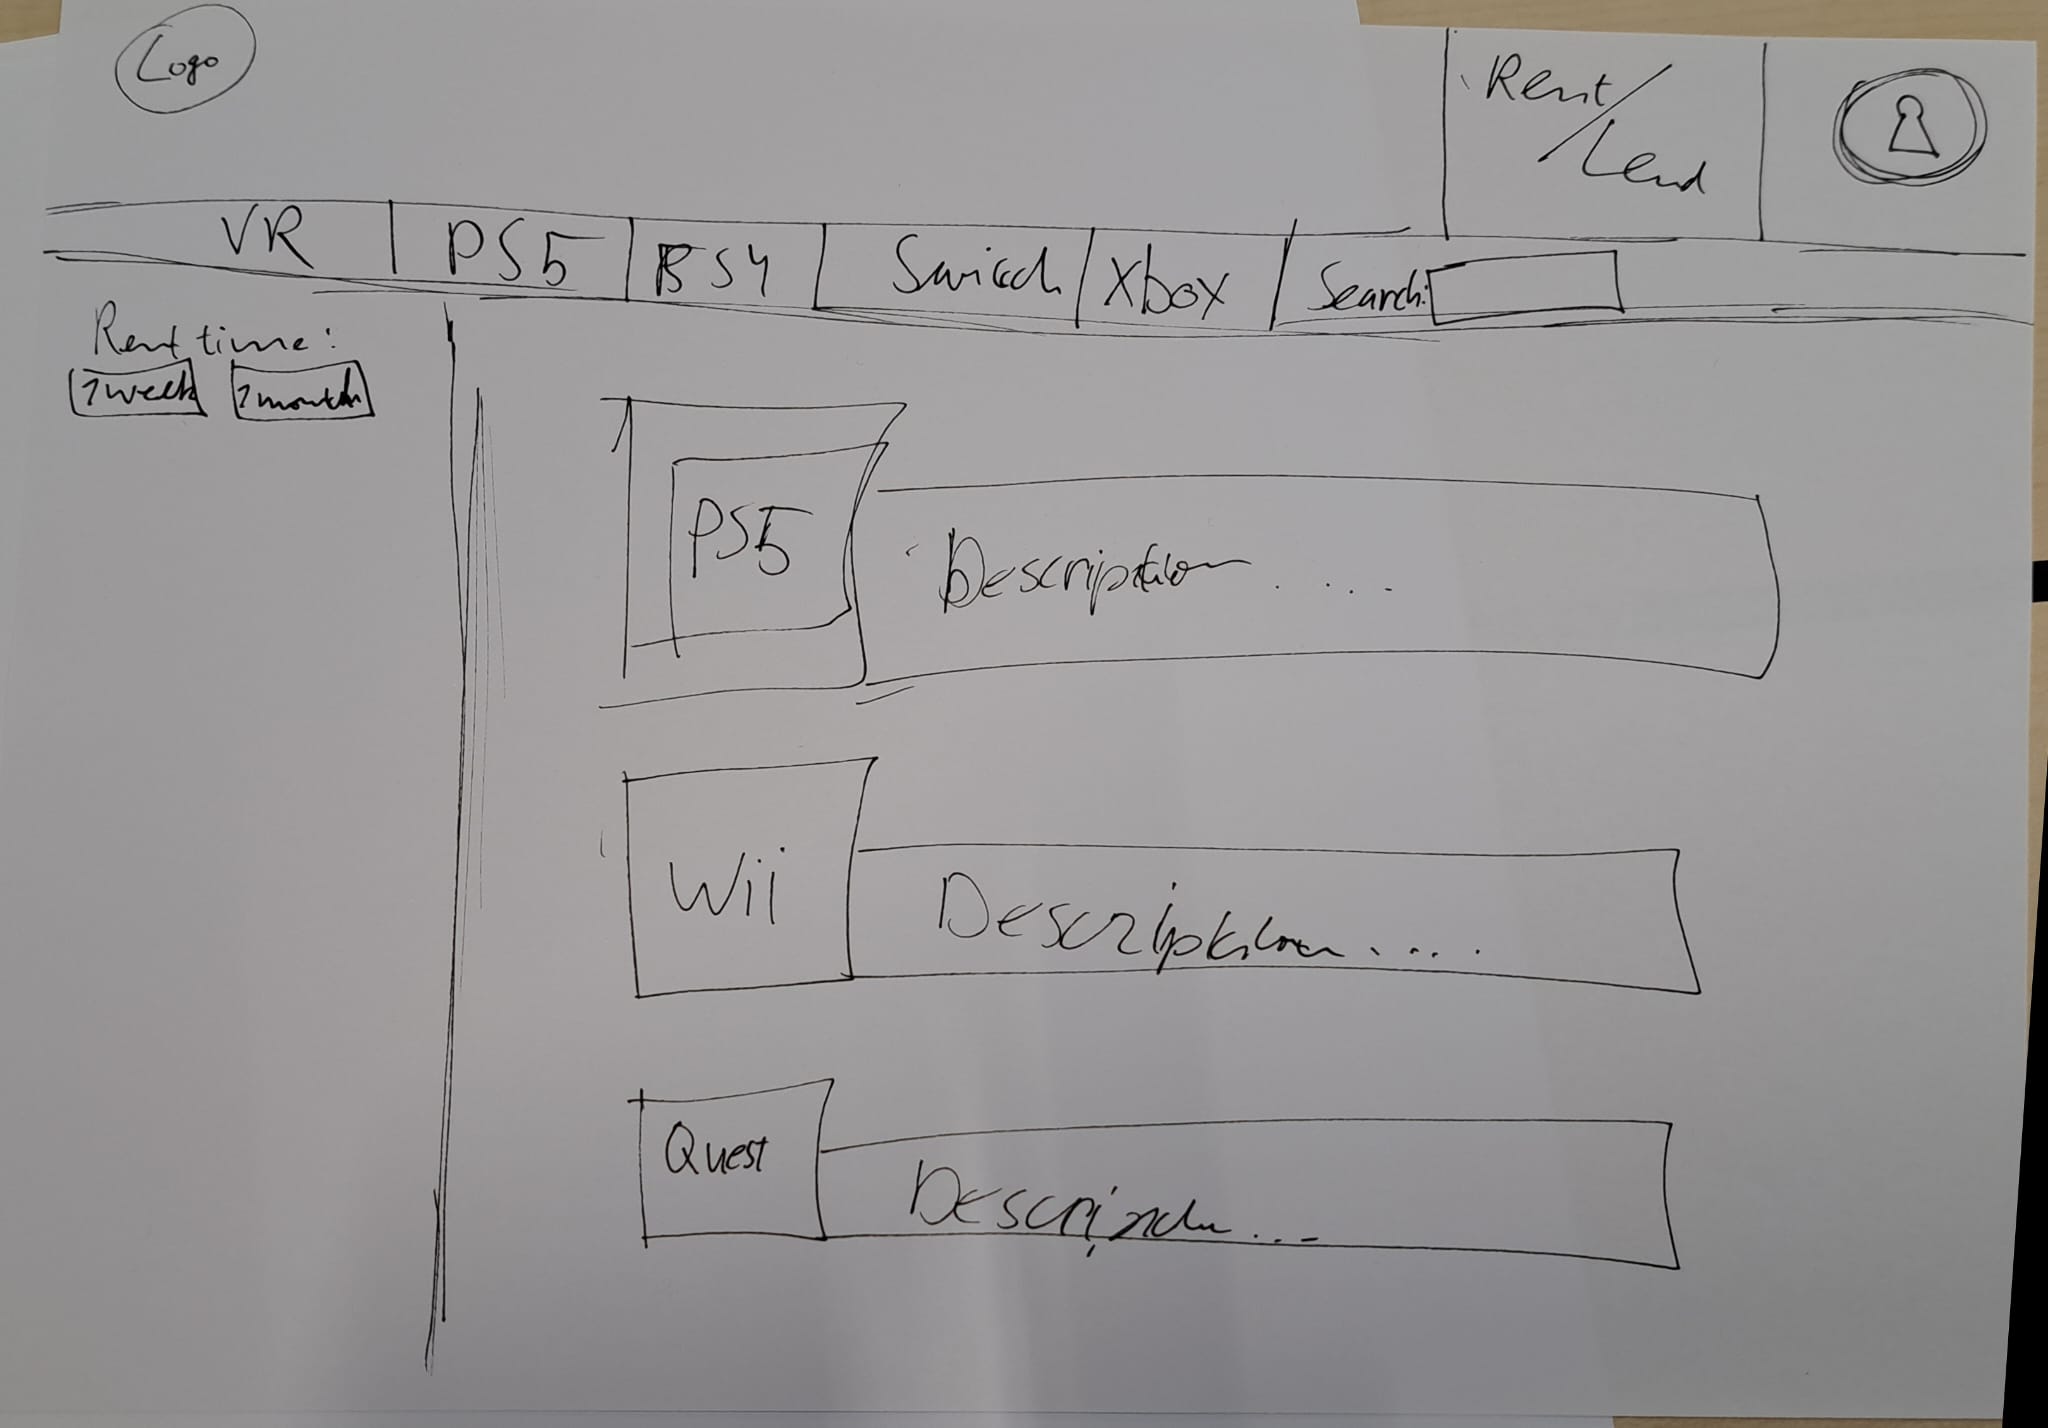 Logo
Rent/
Lend
VR PS5 PS4 Switch Xbox Search:
Rent time:
1 week 1 month
PS5
Description ....
Wii
Description ....
Quest
Description ...